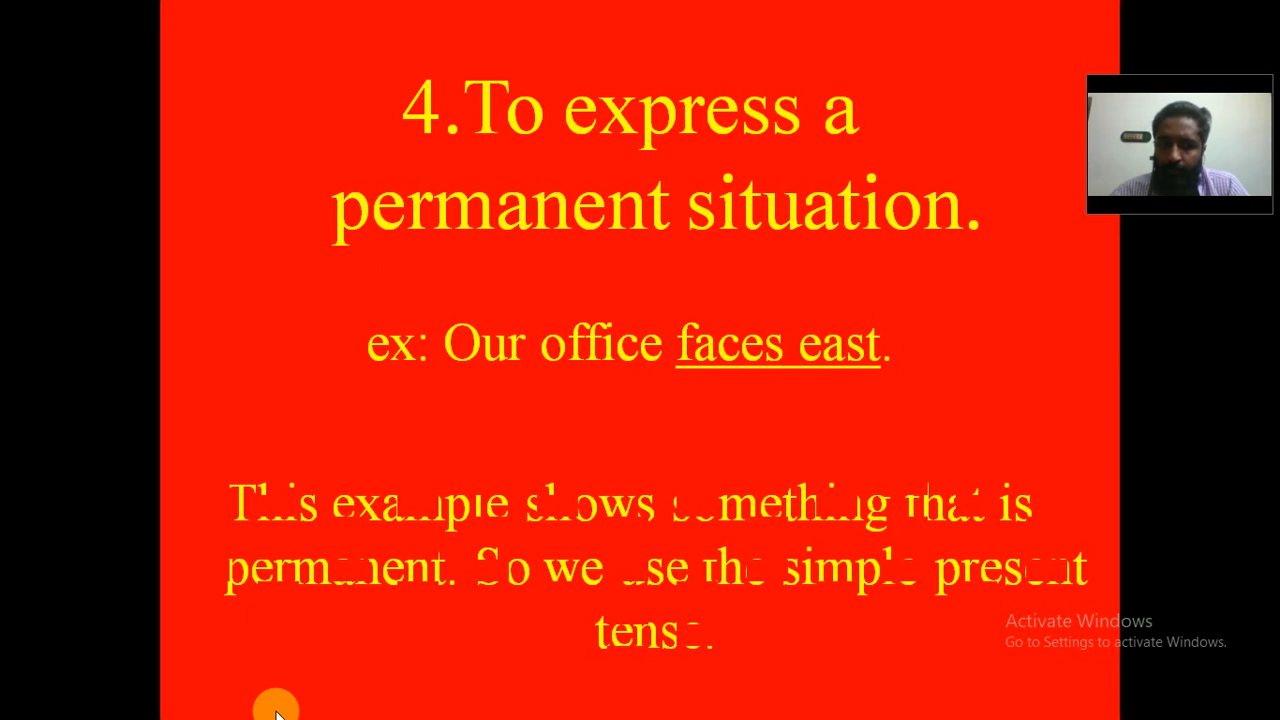 4.To express a
permanent situation.
ex: Our office faces east.
This example shows something that is
permanent. So we use the simple present
tense.
Activate Windows
Go to Settings to activate Windows.